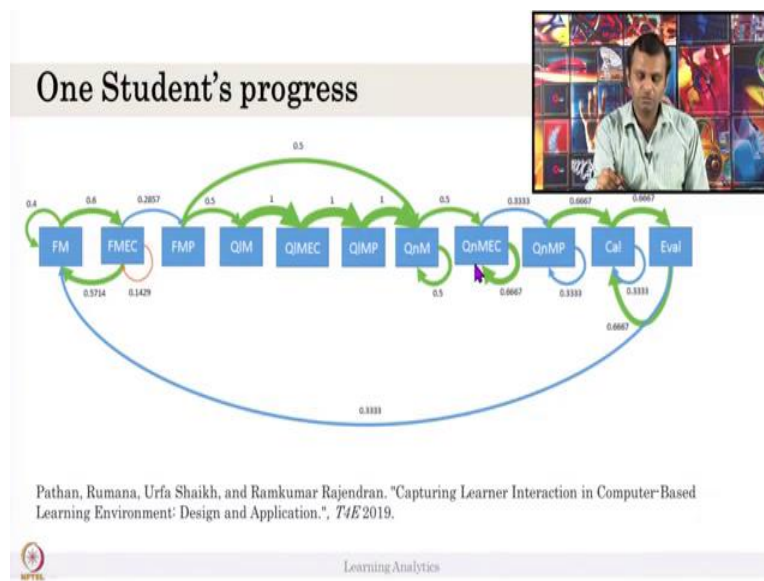 One Student's progress
0.5
0.4
0.6
0.2857
0.5
1
1
1
0.5
0.3333
0.6667
0.6667
FM
FMEC
FMP
QlM
QlMEC
QlMP
QnM
QnMEC
QnMP
Cal
Eval
0.5714
0.1429
0.5
0.6667
0.3333
0.3333
0.6667
0.3333
Pathan, Rumana, Urfa Shaikh, and Ramkumar Rajendran. "Capturing Learner Interaction in Computer-Based
Learning Environment: Design and Application.", T4E 2019.
NPTEL
Learning Analytics